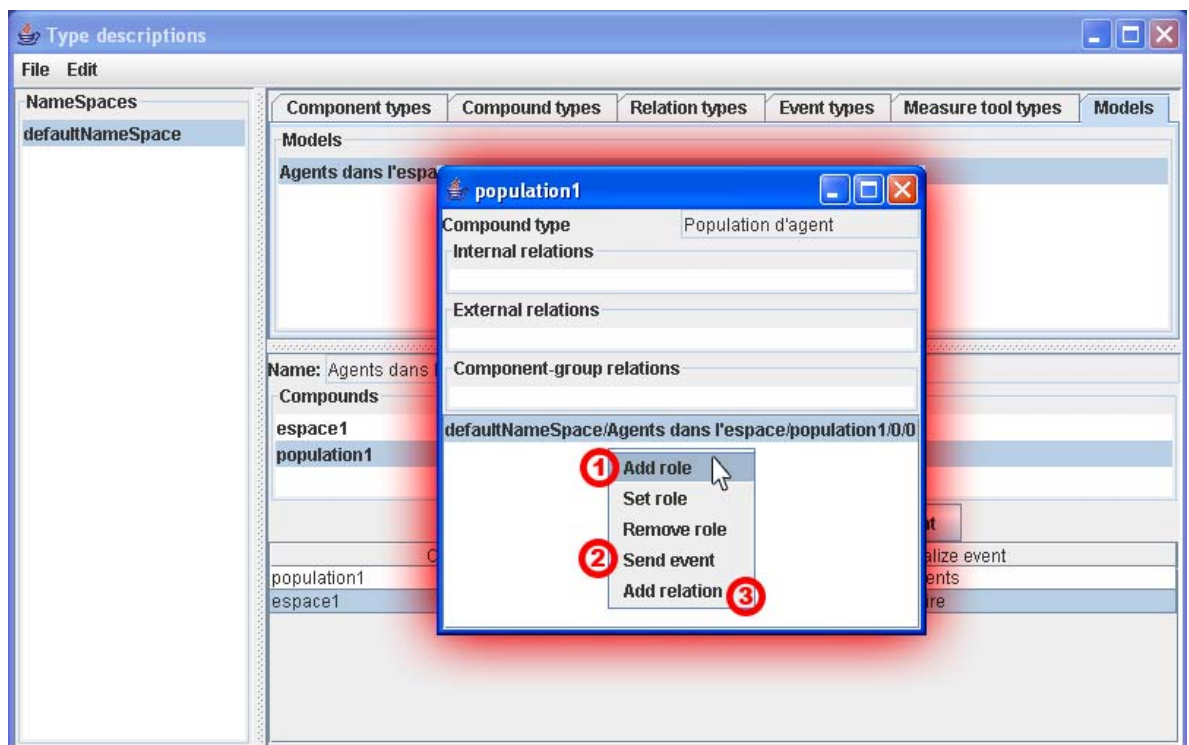 Type descriptions
File Edit
NameSpaces
defaultNameSpace
Component types Compound types Relation types Event types Measure tool types Models
Models
Agents dans l'espa
population1
Compound type Population d'agent
Internal relations
External relations
Component-group relations
Name: Agents dans
Compounds
espace1
population1
defaultNameSpace/Agents dans l'espace/population1/0/0
1 Add role
Set role
Remove role
2 Send event
Add relation 3
population1
espace1
alize event
ents
ire